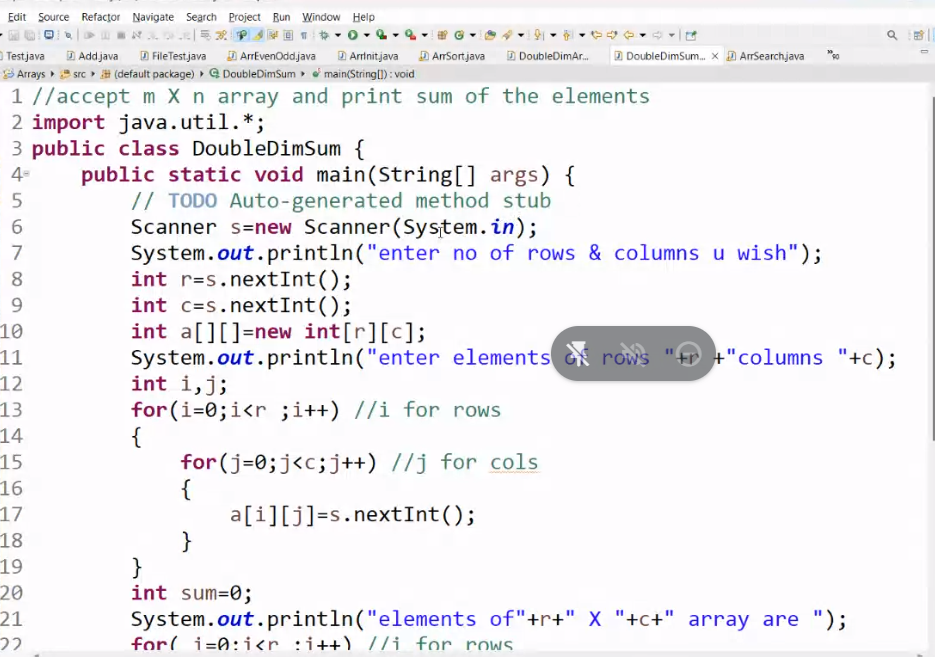 Edit Source Refactor Navigate Search Project Run Window Help
Test.java Add.java FileTest.java ArrEvenOdd.java ArrInit.java ArrSort.java DoubleDimAr... DoubleDimSum... ArrSearch.java »90
Arrays src (default package) DoubleDimSum main(String[]) : void
1 //accept m X n array and print sum of the elements
2 import java.util.*;
3 public class DoubleDimSum {
4 public static void main(String[] args) {
5 // TODO Auto-generated method stub
6 Scanner s=new Scanner(System.in);
7 System.out.println("enter no of rows & columns u wish");
8 int r=s.nextInt();
9 int c=s.nextInt();
10 int a[][]=new int[r][c];
11 System.out.println("enter elements of rows "+r +"columns "+c);
12 int i,j;
13 for(i=0;i<r ;i++) //i for rows
14 {
15 for(j=0;j<c;j++) //j for cols
16 {
17 a[i][j]=s.nextInt();
18 }
19 }
20 int sum=0;
21 System.out.println("elements of"+r+" X "+c+" array are ");
22 for( i=0;i<r ;i++) //i for rows